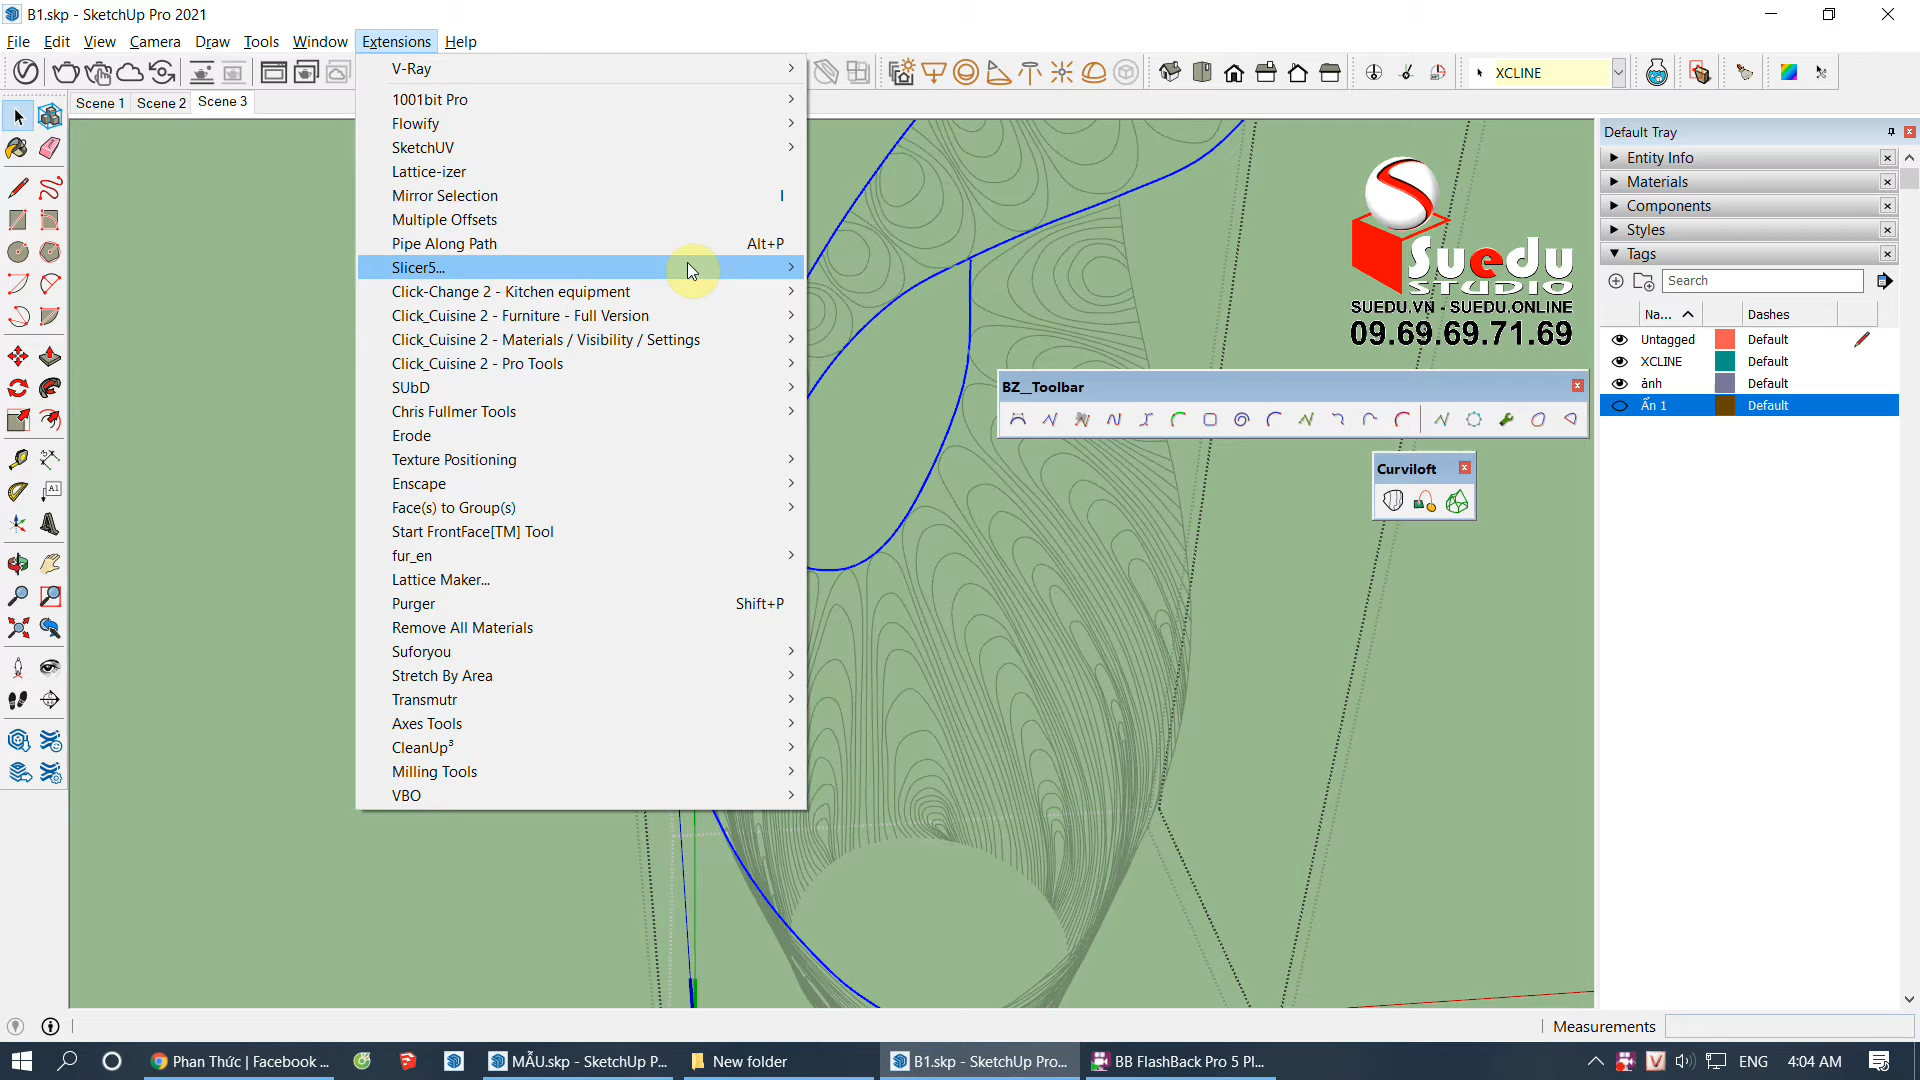 B1.skp - SketchUp Pro 2021
File Edit View Camera Draw Tools Window Extensions Help
XCLINE
Scene 1 Scene 2 Scene 3
V-Ray
1001bit Pro
Flowify
SketchUV
Lattice-izer
Mirror Selection I
Multiple Offsets
Pipe Along Path Alt+P
Slicer5...
Click-Change 2 - Kitchen equipment
Click_Cuisine 2 - Furniture - Full Version
Click_Cuisine 2 - Materials / Visibility / Settings
Click_Cuisine 2 - Pro Tools
SUbD
Chris Fullmer Tools
Erode
Texture Positioning
Enscape
Face(s) to Group(s)
Start FrontFace[TM] Tool
fur_en
Lattice Maker...
Purger Shift+P
Remove All Materials
Suforyou
Stretch By Area
Transmutr
Axes Tools
CleanUp³
Milling Tools
VBO
Suedu
STUDIO
SUEDU.VN - SUEDU.ONLINE
09.69.69.71.69
BZ__Toolbar
Curviloft
Default Tray
Entity Info
Materials
Components
Styles
Tags
Search
Na... Dashes
Untagged Default
XCLINE Default
ảnh Default
Ẩn 1 Default
A1
Measurements
Phan Thức | Facebook ...
MẪU.skp - SketchUp P...
New folder
B1.skp - SketchUp Pro...
BB FlashBack Pro 5 Pl...
ENG
4:04 AM